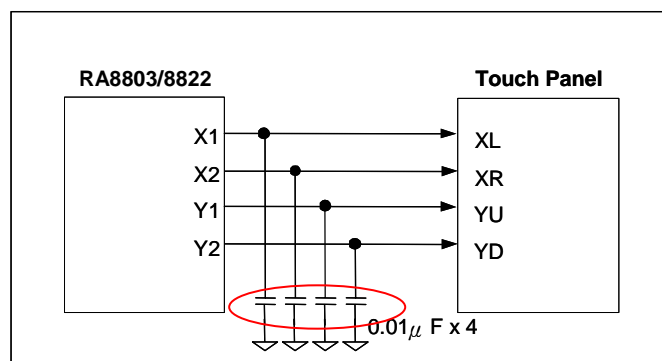 RA8803/8822
Touch Panel
X1
XL
X2
XR
Y1
YU
Y2
YD
0.01μ F x 4